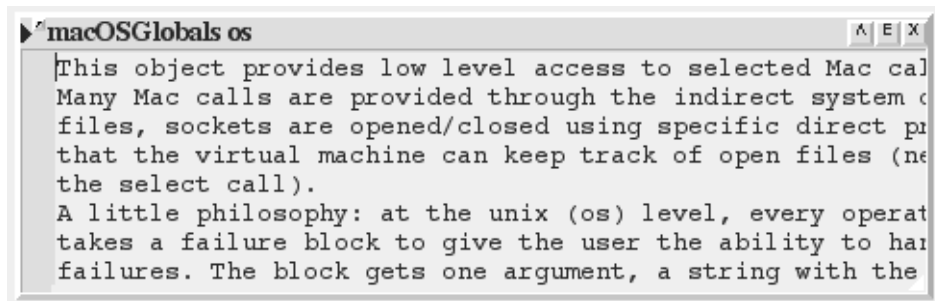 macOSGlobals os
A E X
This object provides low level access to selected Mac cal
Many Mac calls are provided through the indirect system
files, sockets are opened/closed using specific direct
that the virtual machine can keep track of open files (ne
the select call).
A little philosophy: at the unix (os) level, every operat
takes a failure block to give the user the ability to
failures. The block gets one argument, a string with the